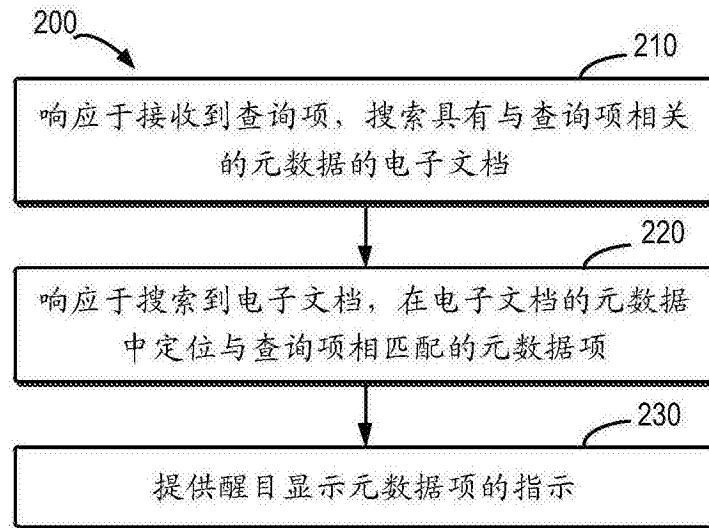 200
210
响应于接收到查询项，搜索具有与查询项相关
的元数据的电子文档
220
响应于搜索到电子文档，在电子文档的元数据
中定位与查询项相匹配的元数据项
230
提供醒目显示元数据项的指示